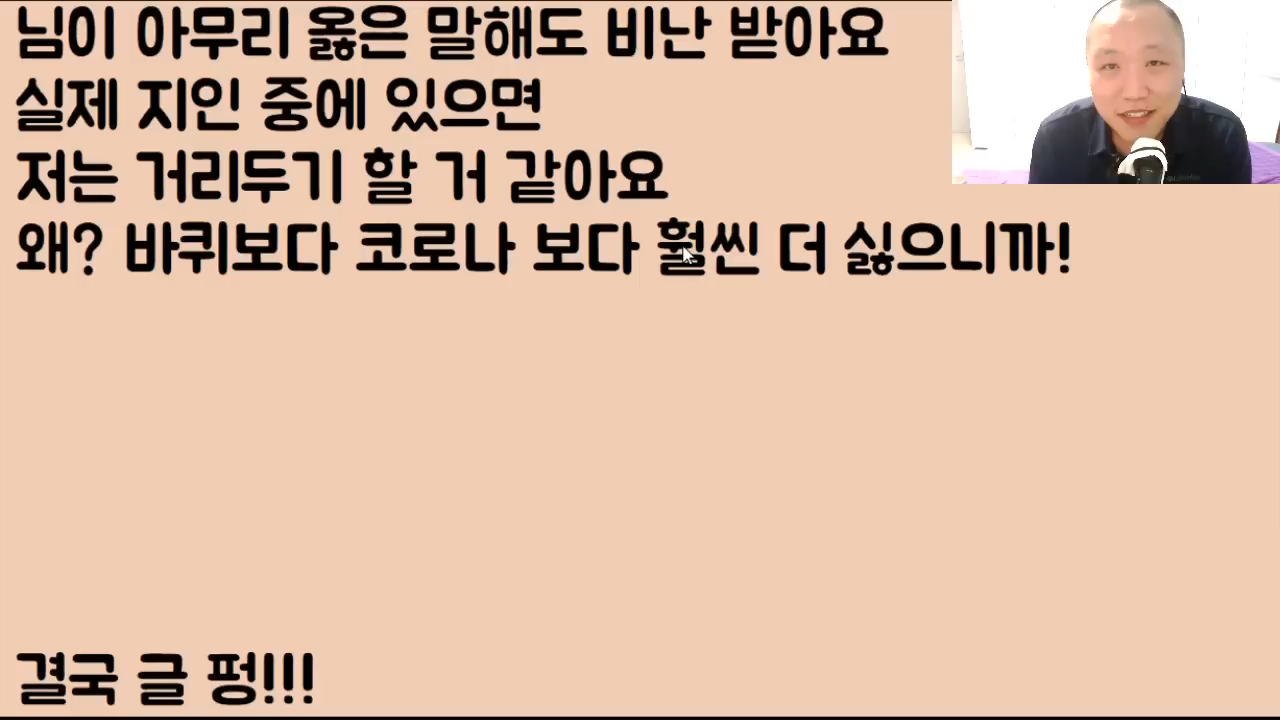 님이 아무리 옳은 말해도 비난 받아요
실제 지인 중에 있으면
저는 거리두기 할 거 같아요
왜? 바퀴보다 코로나 보다 훨씬 더 싫으니까!
결국 글 펑!!!